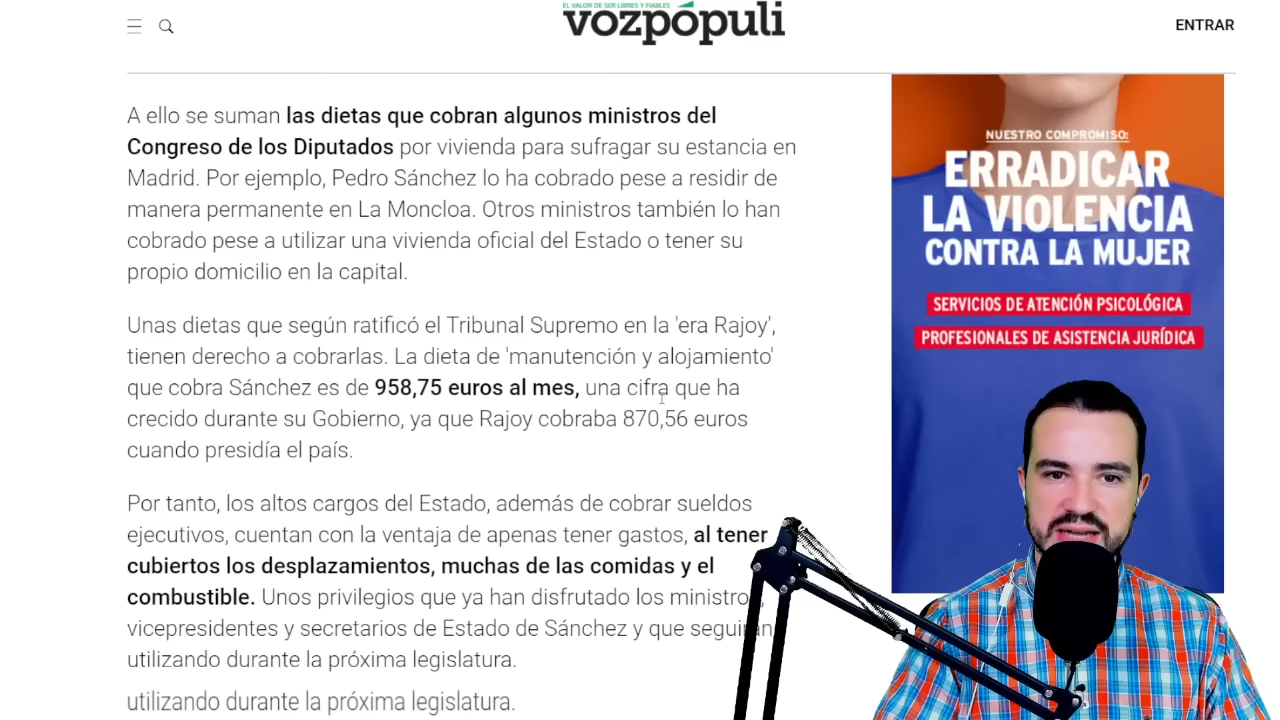 EL VALOR DE SER LIBRES Y FIABLES
vozpópuli
ENTRAR
A ello se suman las dietas que cobran algunos ministros del
Congreso de los Diputados por vivienda para sufragar su estancia en
Madrid. Por ejemplo, Pedro Sánchez lo ha cobrado pese a residir de
manera permanente en La Moncloa. Otros ministros también lo han
cobrado pese a utilizar una vivienda oficial del Estado o tener su
propio domicilio en la capital.
Unas dietas que según ratificó el Tribunal Supremo en la 'era Rajoy',
tienen derecho a cobrarlas. La dieta de 'manutención y alojamiento'
que cobra Sánchez es de 958,75 euros al mes, una cifra que ha
crecido durante su Gobierno, ya que Rajoy cobraba 870,56 euros
cuando presidía el país.
Por tanto, los altos cargos del Estado, además de cobrar sueldos
ejecutivos, cuentan con la ventaja de apenas tener gastos, al tener
cubiertos los desplazamientos, muchas de las comidas y el
combustible. Unos privilegios que ya han disfrutado los ministros,
vicepresidentes y secretarios de Estado de Sánchez y que seguirán
utilizando durante la próxima legislatura.
utilizando durante la próxima legislatura.
NUESTRO COMPROMISO:
ERRADICAR
LA VIOLENCIA
CONTRA LA MUJER
SERVICIOS DE ATENCIÓN PSICOLÓGICA
PROFESIONALES DE ASISTENCIA JURÍDICA